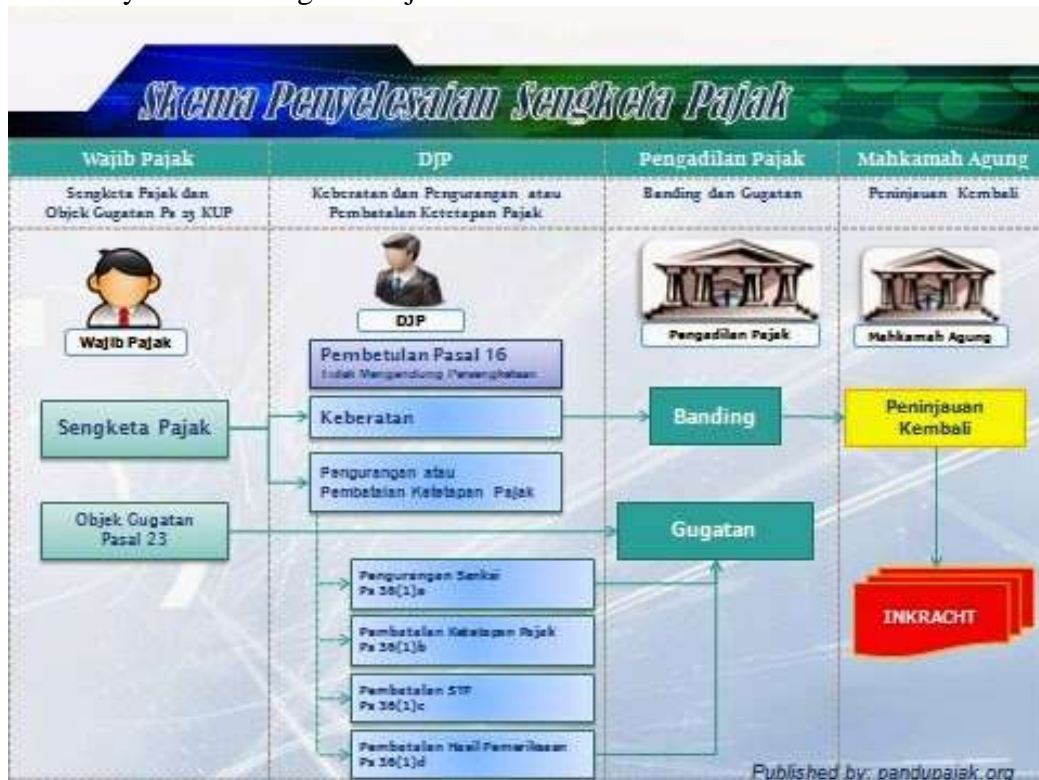 Skema Penyelesaian Sengketa Pajak
Wajib Pajak
DJP
Pengadilan Pajak
Mahkamah Agung
Sengketa Pajak dan
Objek Gugatan Ps 23 KUP
Keberatan dan Pengurangan atau
Pembatalan Ketetapan Pajak
Banding dan Gugatan
Peninjauan Kembali
Wajib Pajak
DJP
Pengadilan Pajak
Mahkamah Agung
Pembetulan Pasal 16
Tidak Mengandung Persengketaan
Sengketa Pajak
Keberatan
Banding
Peninjauan
Kembali
Pengurangan atau
Pembatalan Ketetapan Pajak
Objek Gugatan
Pasal 23
Gugatan
Pengurangan Sanksi
Ps 36(1)a
Pembatalan Ketetapan Pajak
Ps 36(1)b
Pembatalan STP
Ps 36(1)c
Pembatalan Hasil Pemeriksaan
Ps 36(1)d
INKRACHT
Published by: pandupajak.org